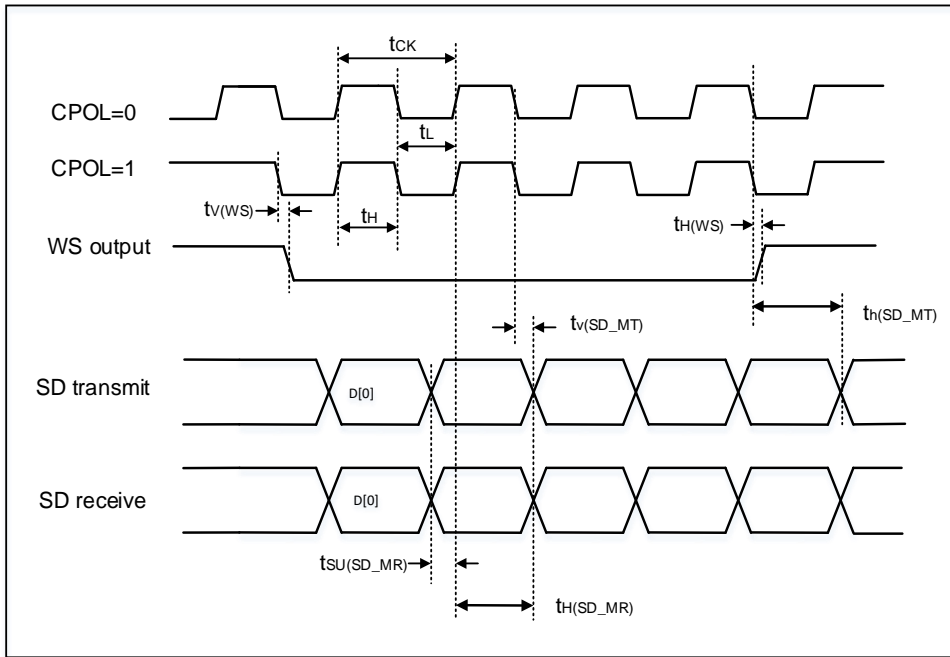 tCK
CPOL=0
tL
CPOL=1
tV(WS)
tH
tH(WS)
WS output
tv(SD_MT)
th(SD_MT)
SD transmit
D[0]
SD receive
D[0]
tSU(SD_MR)
tH(SD_MR)